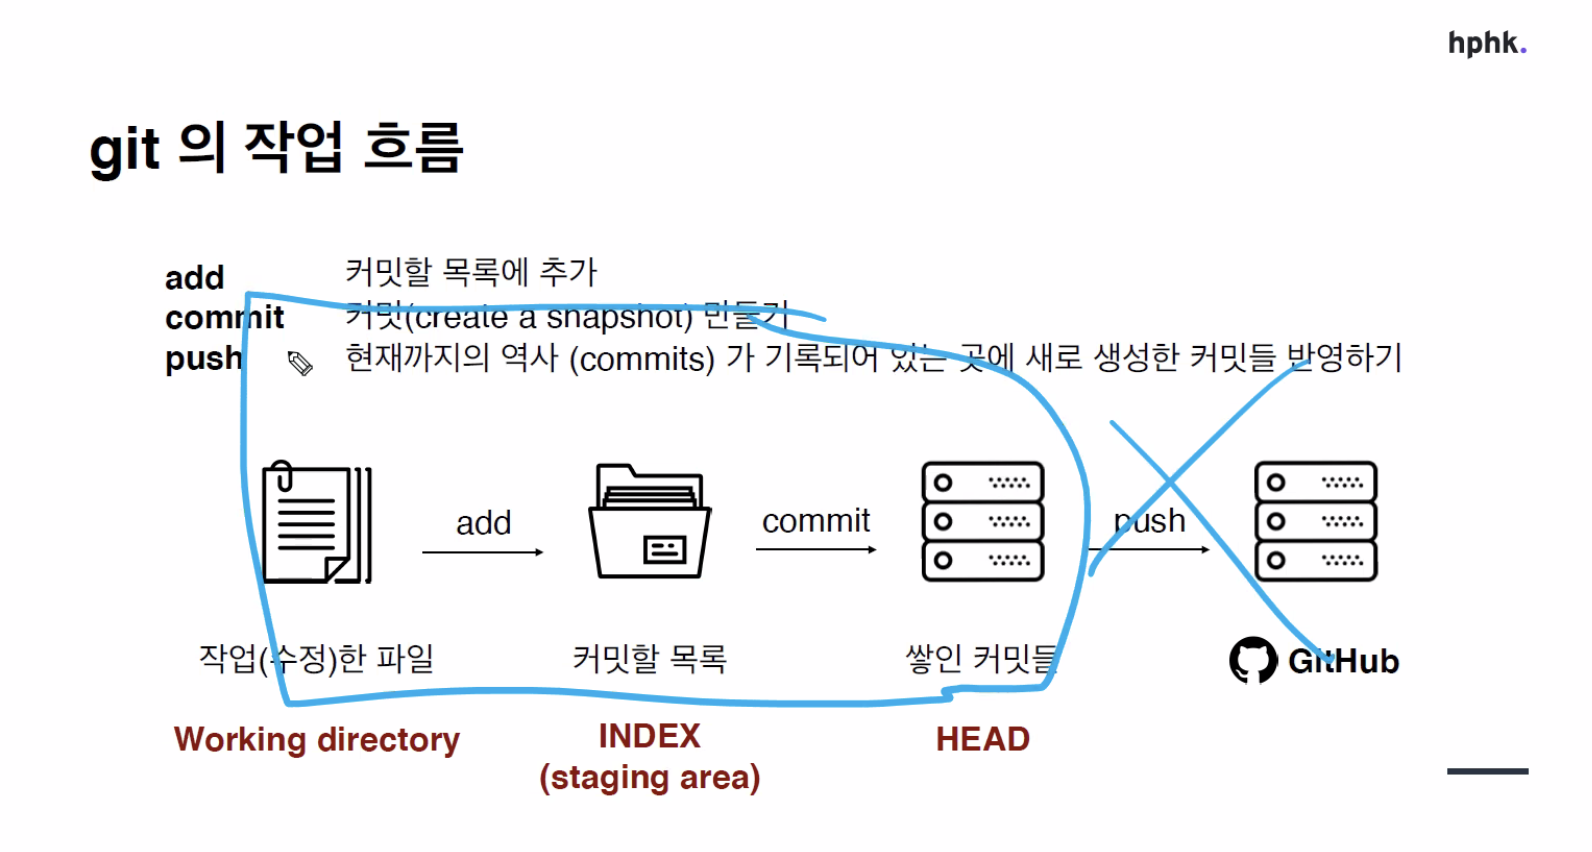 hphk.
git 의 작업 흐름
add 커밋할 목록에 추가
commit 커밋(create a snapshot) 만들기
push 현재까지의 역사 (commits) 가 기록되어 있는 곳에 새로 생성한 커밋들 반영하기
add commit push
작업(수정)한 파일 커밋할 목록 쌓인 커밋들 GitHub
Working directory INDEX HEAD
(staging area)